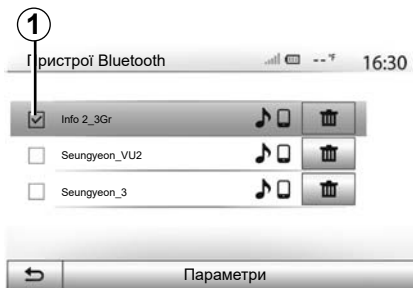 1
Пристрої Bluetooth --°F 16:30
Info 2_3Gr
Seungyeon_VU2
Seungyeon_3
Параметри